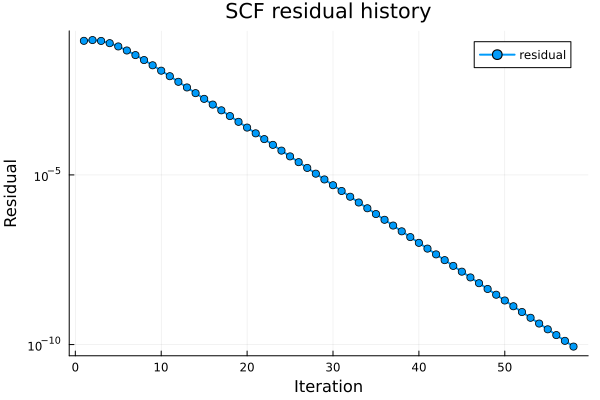 SCF residual history
residual
Residual
10⁻⁵
10⁻¹⁰
0 10 20 30 40 50
Iteration